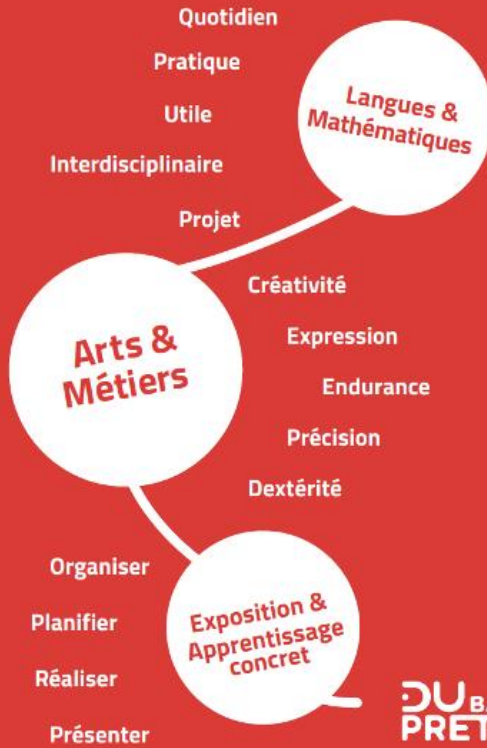 Quotidien
Pratique
Langues &
Mathématiques
Utile
Interdisciplinaire
Projet
Arts &
Métiers
Créativité
Expression
Endurance
Précision
Dextérité
Organiser
Planifier
Réaliser
Présenter
Exposition &
Apprentissage
concret